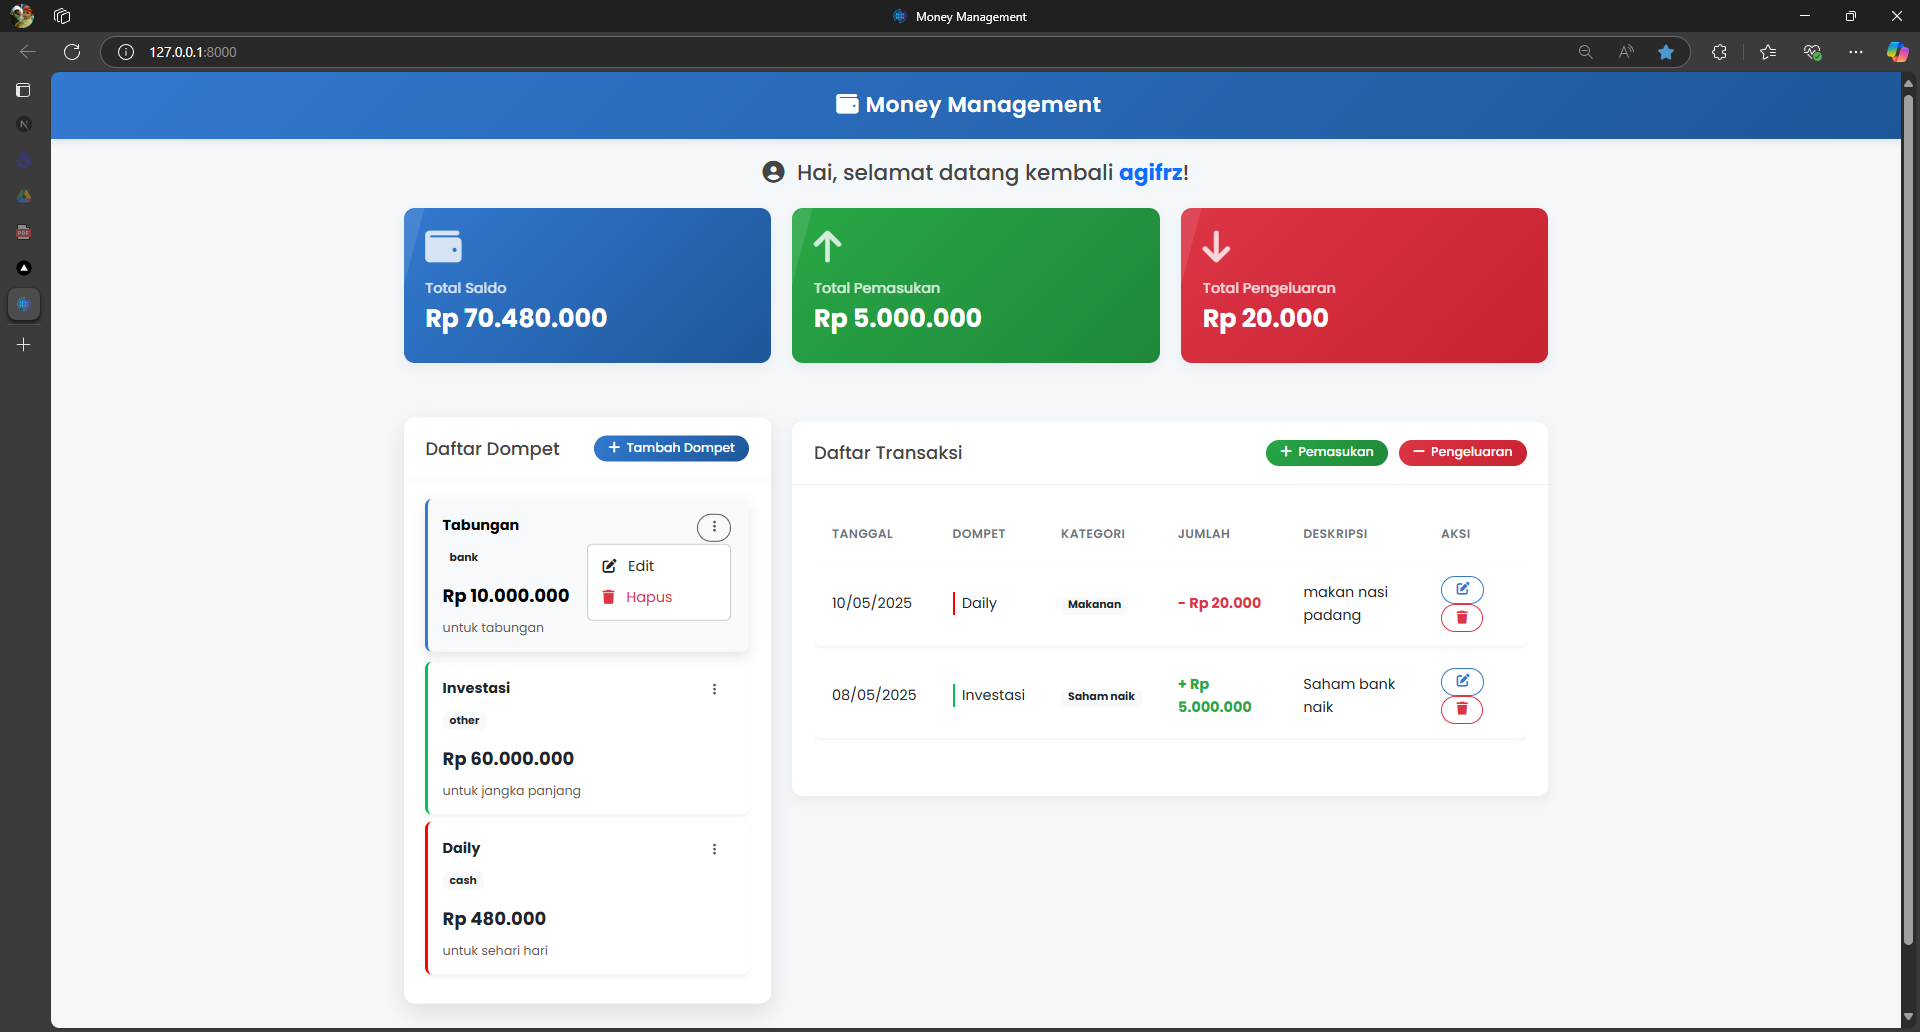 Money Management
127.0.0.1:8000
Money Management
Hai, selamat datang kembali agifrz!
Total Saldo
Rp 70.480.000
Total Pemasukan
Rp 5.000.000
Total Pengeluaran
Rp 20.000
Daftar Dompet
+ Tambah Dompet
Tabungan
bank
Rp 10.000.000
untuk tabungan
Edit
Hapus
Investasi
other
Rp 60.000.000
untuk jangka panjang
Daily
cash
Rp 480.000
untuk sehari hari
Daftar Transaksi
+ Pemasukan
− Pengeluaran
TANGGAL DOMPET KATEGORI JUMLAH DESKRIPSI AKSI
10/05/2025 Daily Makanan - Rp 20.000 makan nasi
padang
08/05/2025 Investasi Saham naik + Rp
5.000.000 Saham bank
naik